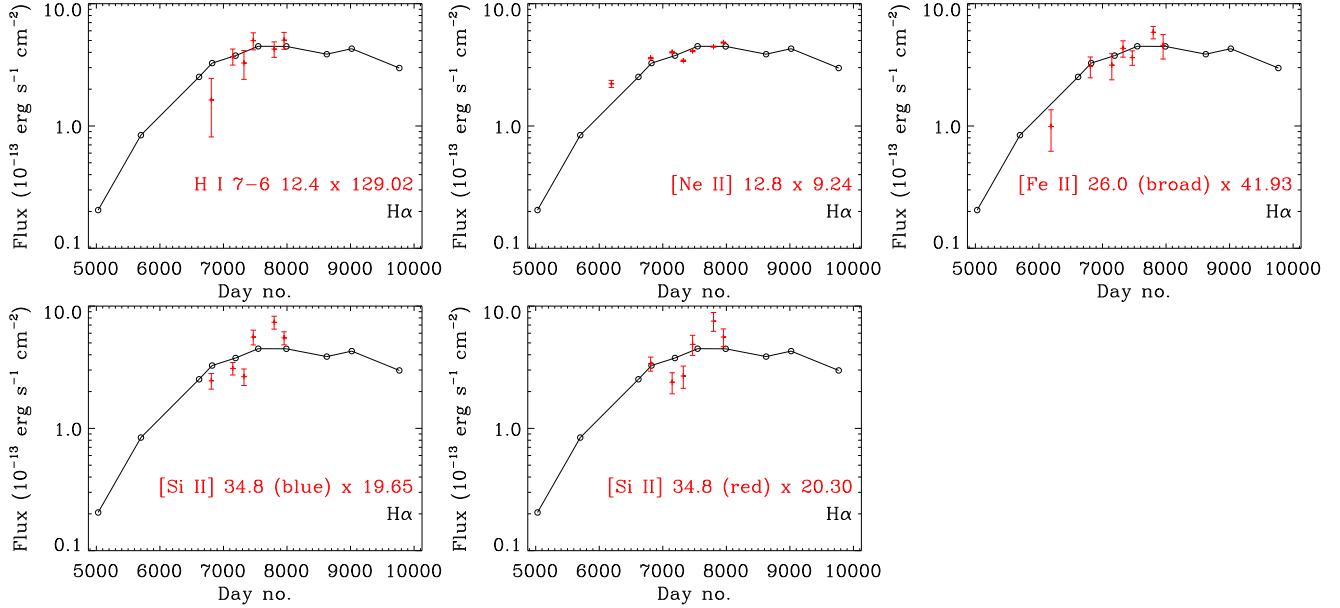 10.0
1.0
0.1
Flux (10⁻¹³ erg s⁻¹ cm⁻²)
H I 7−6 12.4 x 129.02
Hα
5000 6000 7000 8000 9000 10000
Day no.
10.0
1.0
0.1
Flux (10⁻¹³ erg s⁻¹ cm⁻²)
[Ne II] 12.8 x 9.24
Hα
5000 6000 7000 8000 9000 10000
Day no.
10.0
1.0
0.1
Flux (10⁻¹³ erg s⁻¹ cm⁻²)
[Fe II] 26.0 (broad) x 41.93
Hα
5000 6000 7000 8000 9000 10000
Day no.
10.0
1.0
0.1
Flux (10⁻¹³ erg s⁻¹ cm⁻²)
[Si II] 34.8 (blue) x 19.65
Hα
5000 6000 7000 8000 9000 10000
Day no.
10.0
1.0
0.1
Flux (10⁻¹³ erg s⁻¹ cm⁻²)
[Si II] 34.8 (red) x 20.30
Hα
5000 6000 7000 8000 9000 10000
Day no.